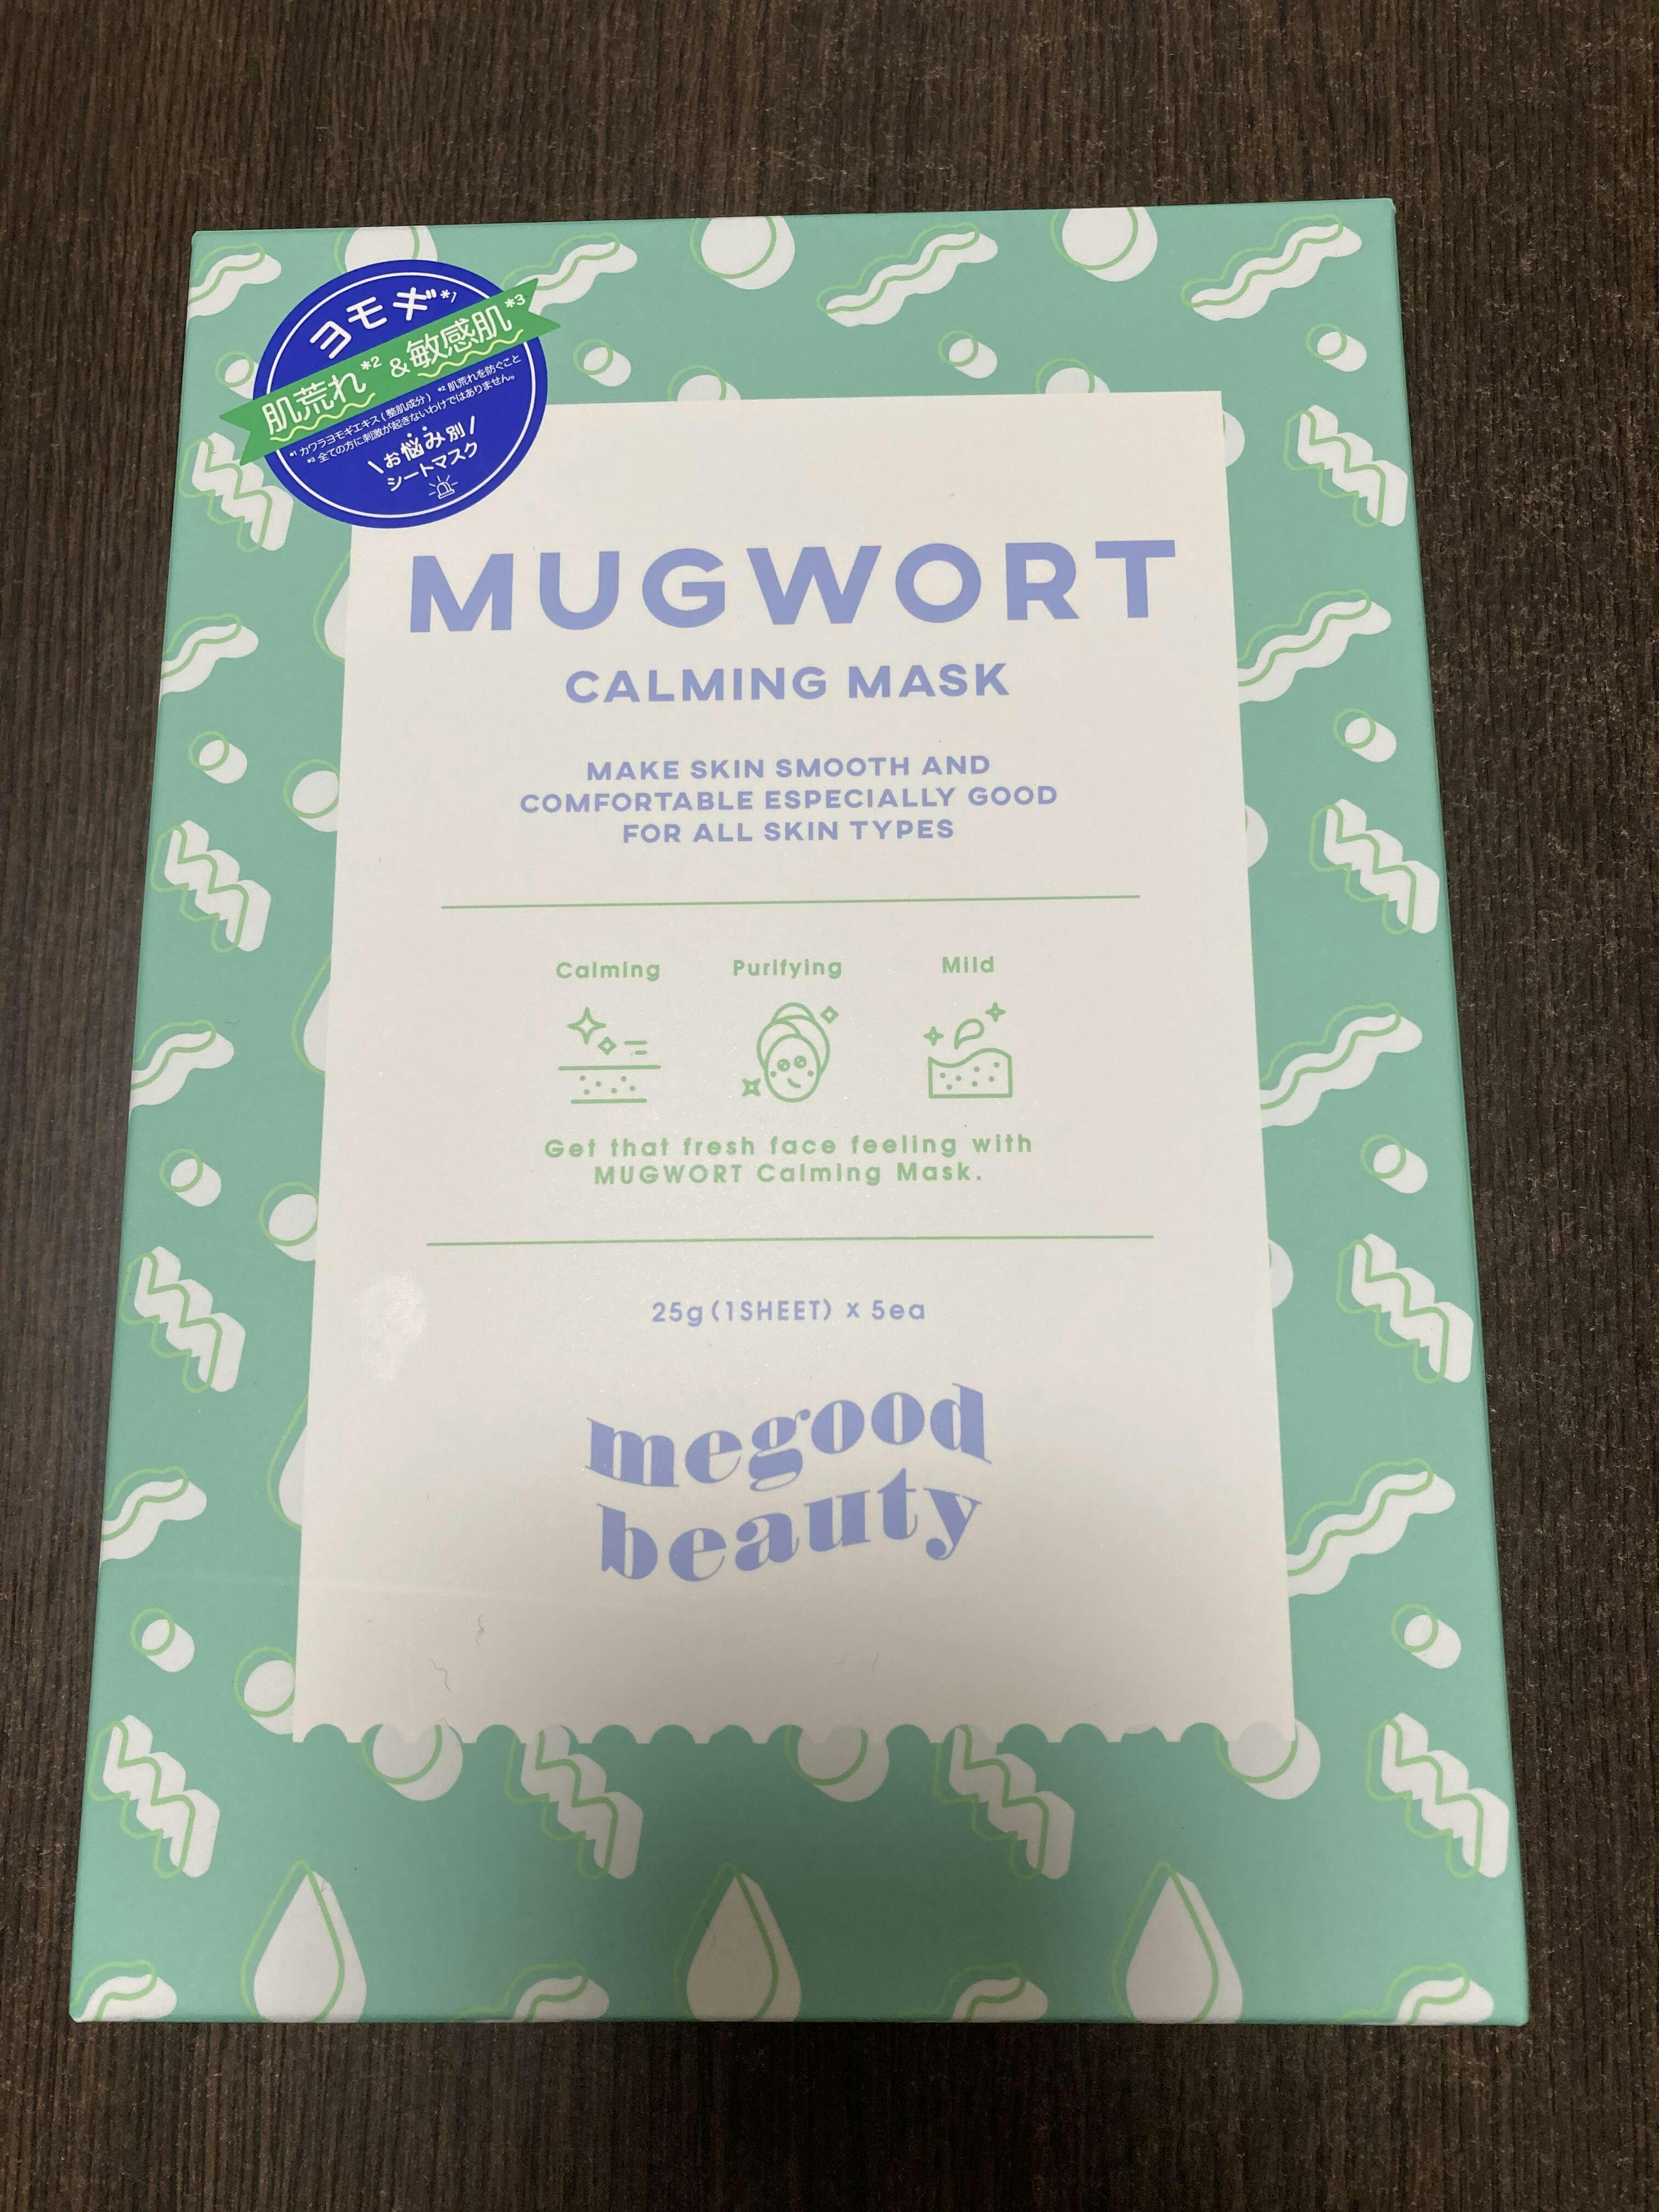 ヨモギ*1
肌荒れ*2 & 敏感肌*3
*1 カワラヨモギエキス(整肌成分) *2 肌荒れを防ぐこと
*3 全ての方に刺激が起きないわけではありません。
\お悩み別/
シートマスク
MUGWORT
CALMING MASK
MAKE SKIN SMOOTH AND
COMFORTABLE ESPECIALLY GOOD
FOR ALL SKIN TYPES
Calming Purifying Mild
Get that fresh face feeling with
MUGWORT Calming Mask.
25g(1SHEET) x 5ea
megood
beauty